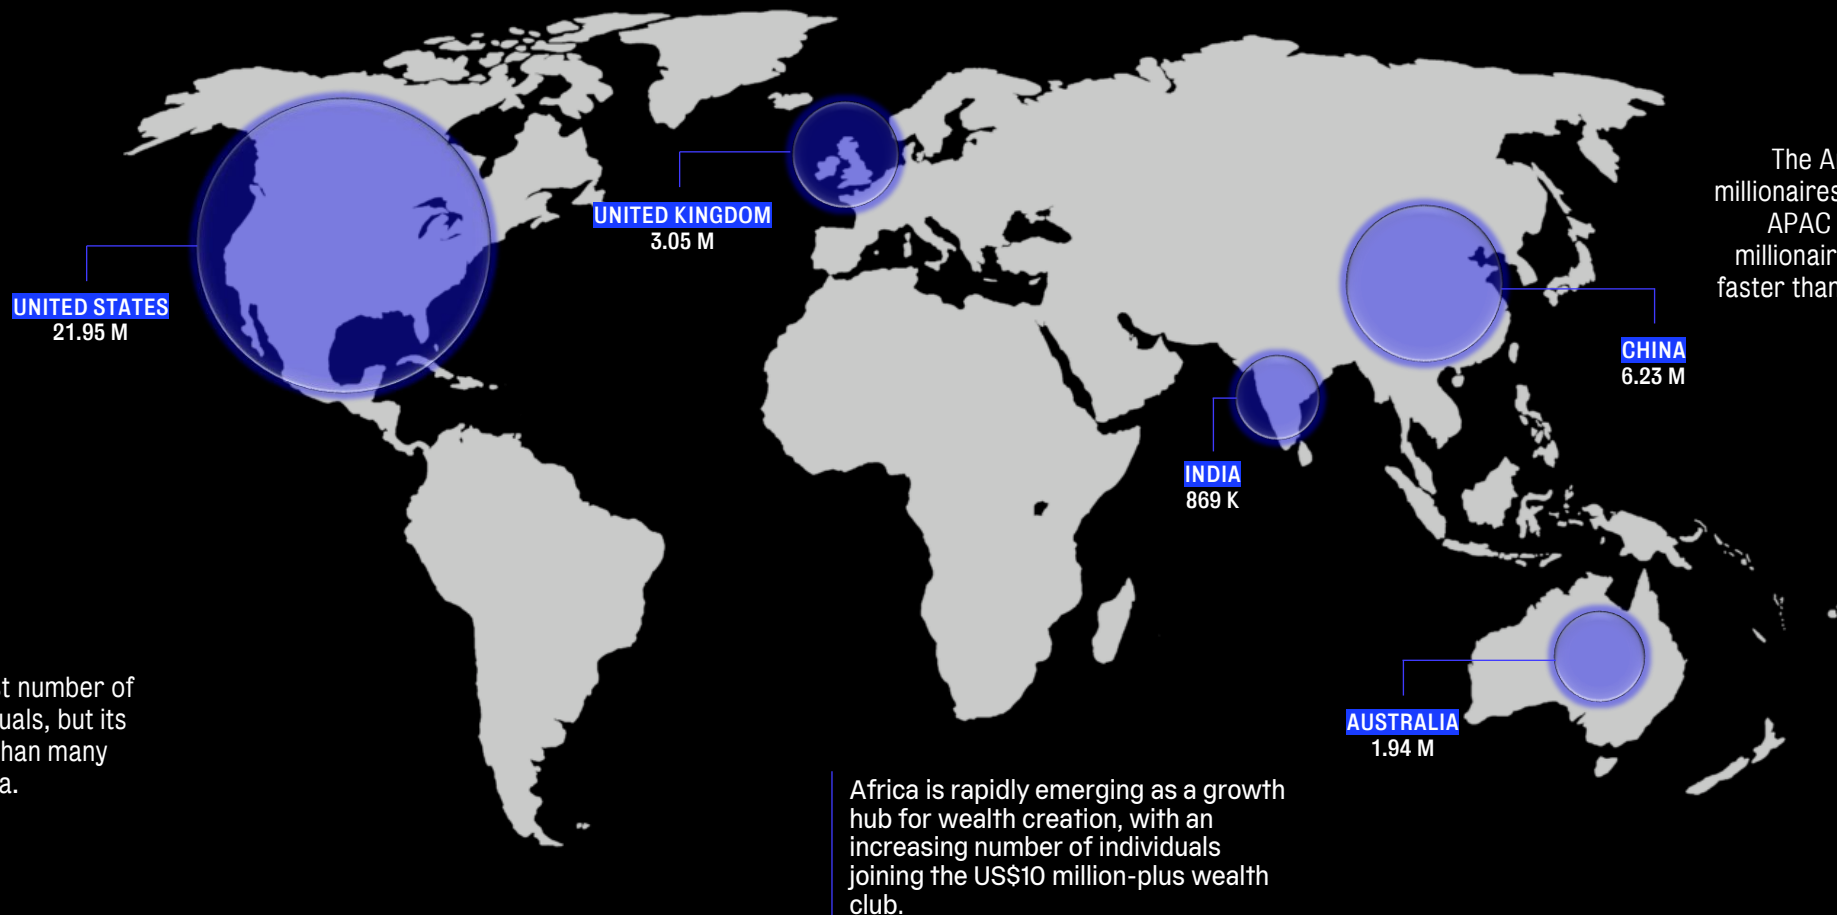 The A
millionaires
APAC
millionair
faster than
UNITED KINGDOM
3.05 M
UNITED STATES
21.95 M
CHINA
6.23 M
INDIA
869 K
st number of
uals, but its
han many
a.
AUSTRALIA
1.94 M
Africa is rapidly emerging as a growth
hub for wealth creation, with an
increasing number of individuals
joining the US$10 million-plus wealth
club.